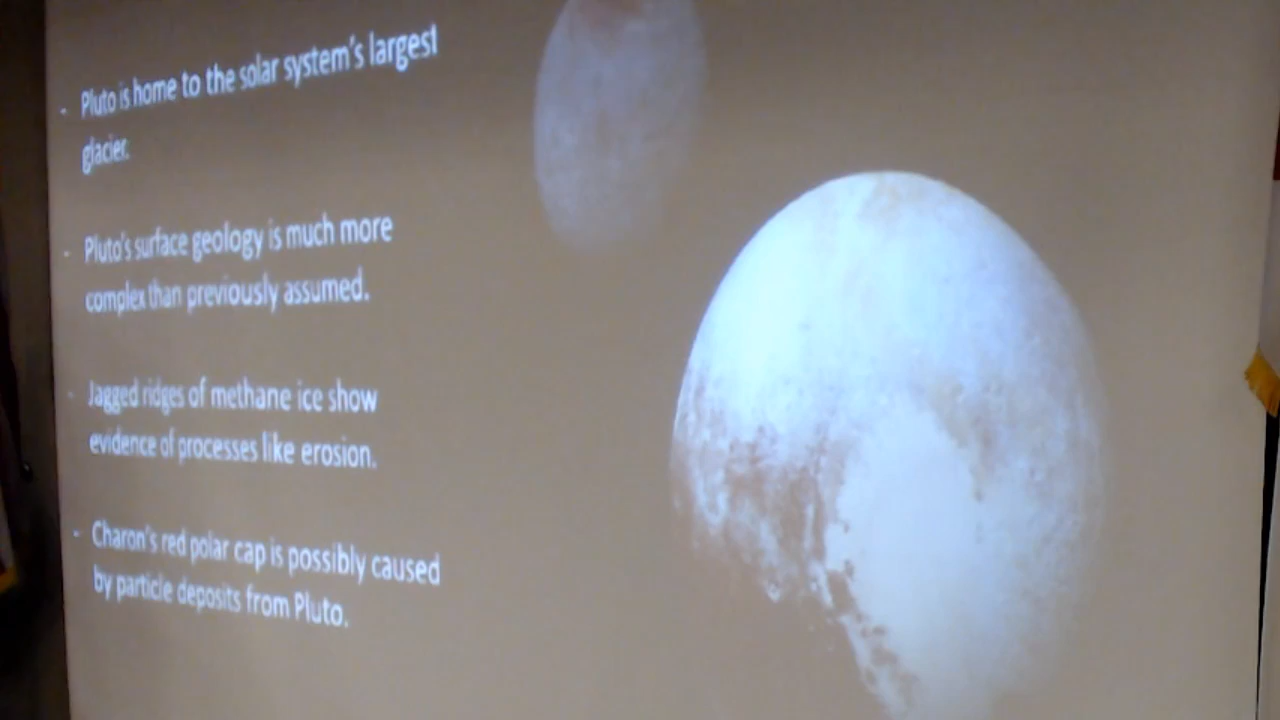 - Pluto is home to the solar system's largest
glacier.
- Pluto's surface geology is much more
complex than previously assumed.
- Jagged ridges of methane ice show
evidence of processes like erosion.
- Charon's red polar cap is possibly caused
by particle deposits from Pluto.